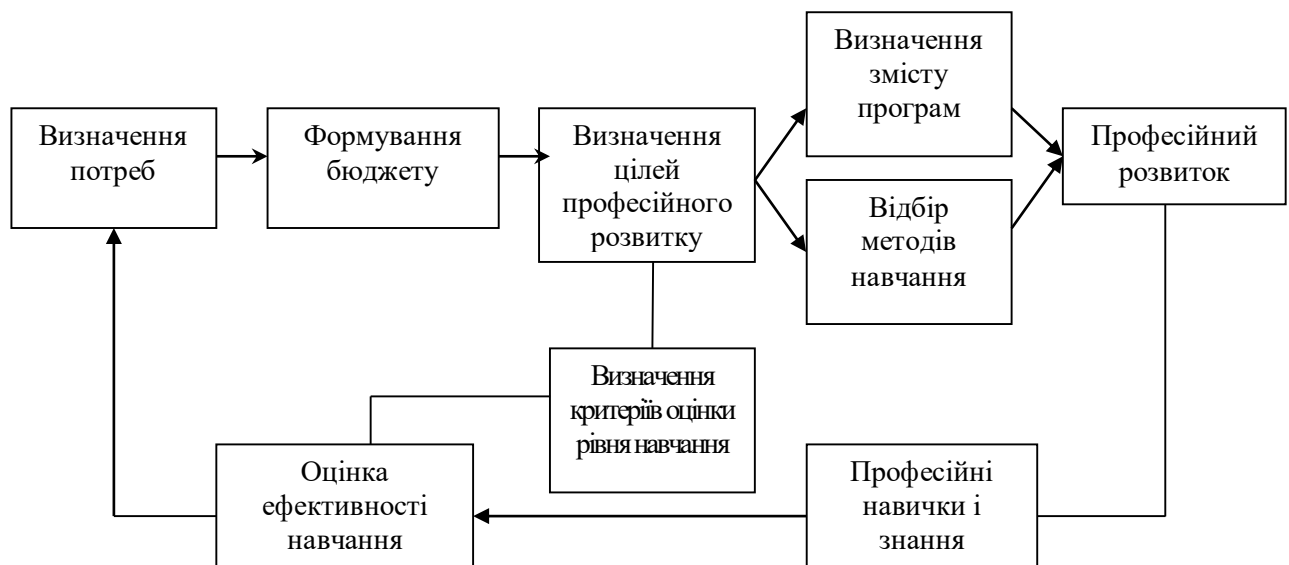 Визначення
потреб
Формування
бюджету
Визначення
цілей
професійного
розвитку
Визначення
змісту
програм
Відбір
методів
навчання
Професійний
розвиток
Визначення
критеріїв оцінки
рівня навчання
Оцінка
ефективності
навчання
Професійні
навички і
знання